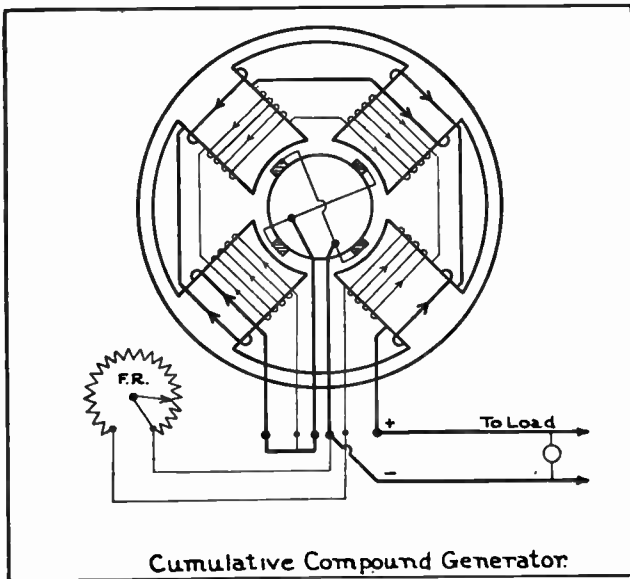 F.R.
+
To Load
-
Cumulative Compound Generator.